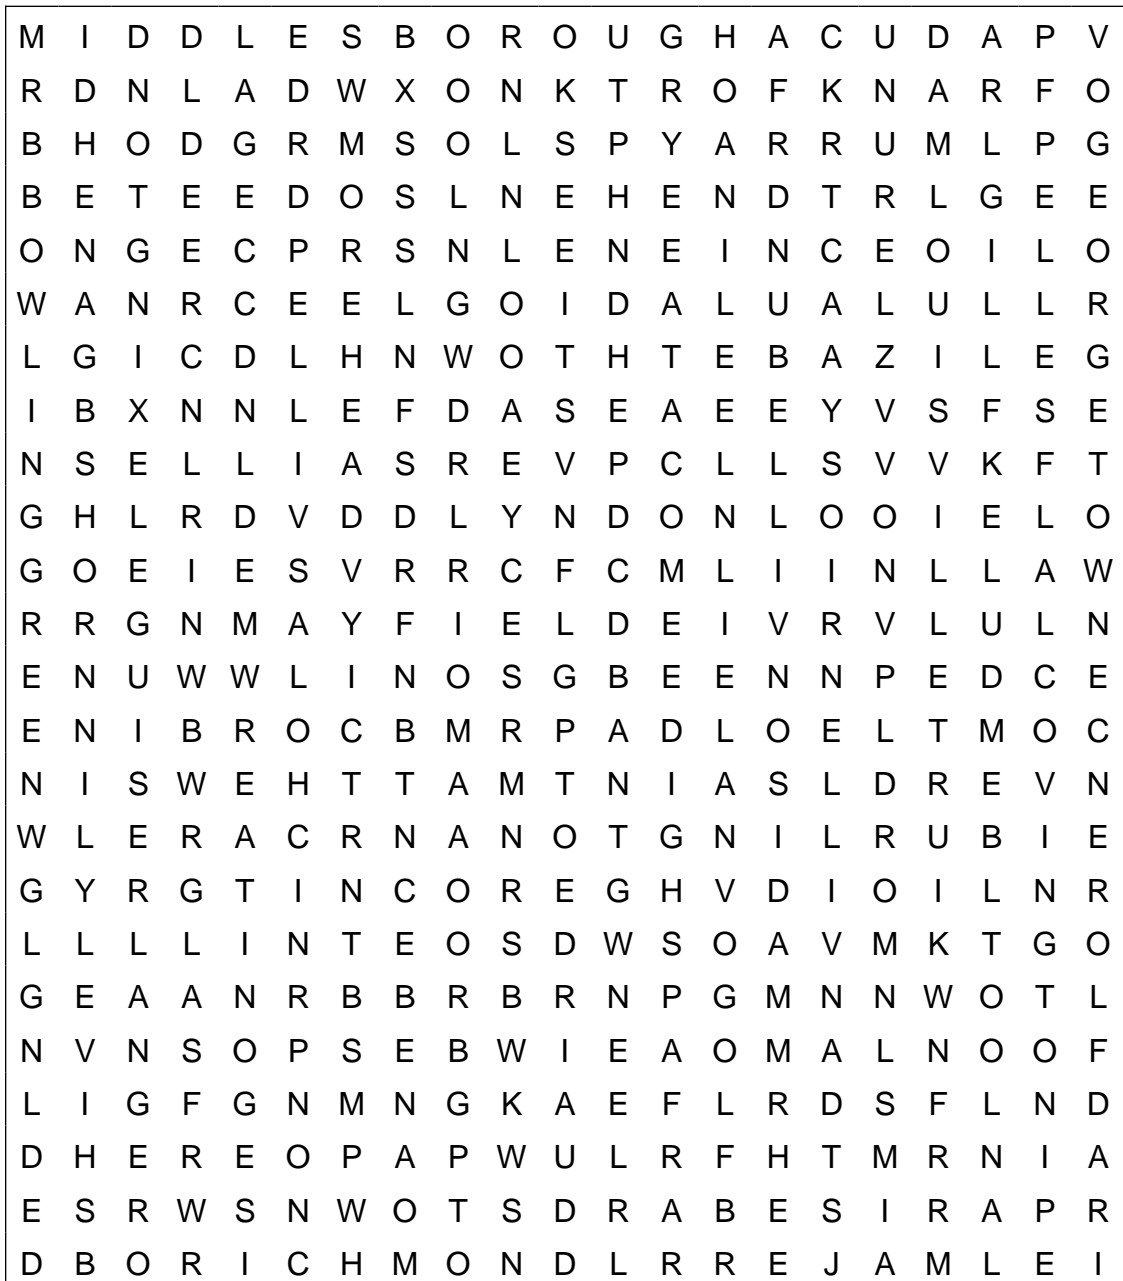 M I D D L E S B O R O U G H A C U D A P V
R D N L A D W X O N K T R O F K N A R F O
B H O D G R M S O L S P Y A R R U M L P G
B E T E E D O S L N E H E N D T R L G E E
O N G E C P R S N L E N E I N C E O I L O
W A N R C E E L G O I D A L U A L U L L R
L G I C D L H N W O T H T E B A Z I L E G
I B X N N L E F D A S E A E E Y V S F S E
N S E L L I A S R E V P C L L S V V K F T
G H L R D V D D L Y N D O N L O O I E L O
G O E I E S V R R C F C M L I I N L L A W
R R G N M A Y F I E L D E I V R V L U L N
E N U W W L I N O S G B E E N N P E D C E
E N I B R O C B M R P A D L O E L T M O C
N I S W E H T T A M T N I A S L D R E V N
W L E R A C R N A N O T G N I L R U B I E
G Y R G T I N C O R E G H V D I O I L N R
L L L L I N T E O S D W S O A V M K T G O
G E A A N R B B R B R N P G M N N W O T L
N V N S O P S E B W I E A O M A L N O O F
L I G F G N M N G K A E F L R D S F L N D
D H E R E O P A P W U L R F H T M R N I A
E S R W S N W O T S D R A B E S I R A P R
D B O R I C H M O N D L R R E J A M L E I